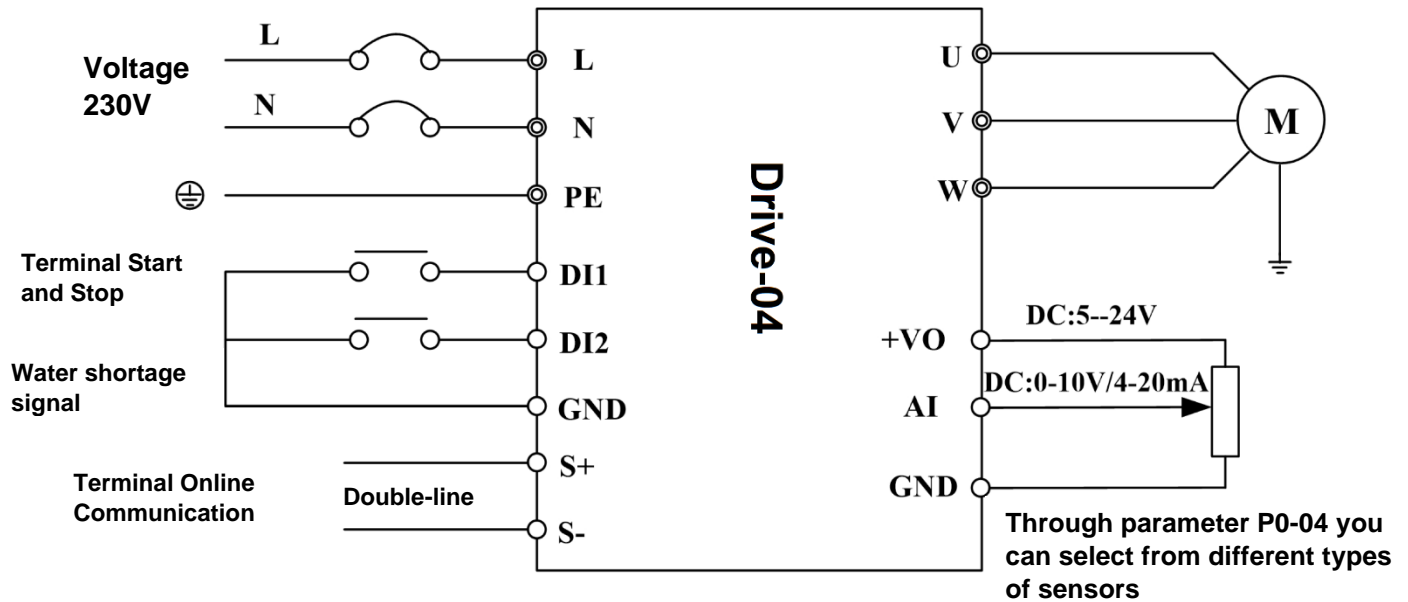 Voltage
230V
L
N
L
N
PE
Terminal Start
and Stop
DI1
DI2
Water shortage
signal
GND
Terminal Online
Communication
Double-line
S+
S-
Drive-04
U
V
W
M
+VO
DC:5--24V
AI
DC:0-10V/4-20mA
GND
Through parameter P0-04 you
can select from different types
of sensors